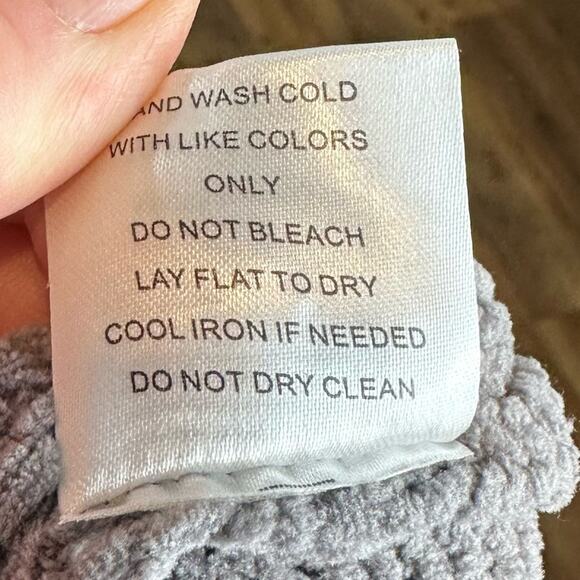 AND WASH COLD
WITH LIKE COLORS
ONLY
DO NOT BLEACH
LAY FLAT TO DRY
COOL IRON IF NEEDED
DO NOT DRY CLEAN